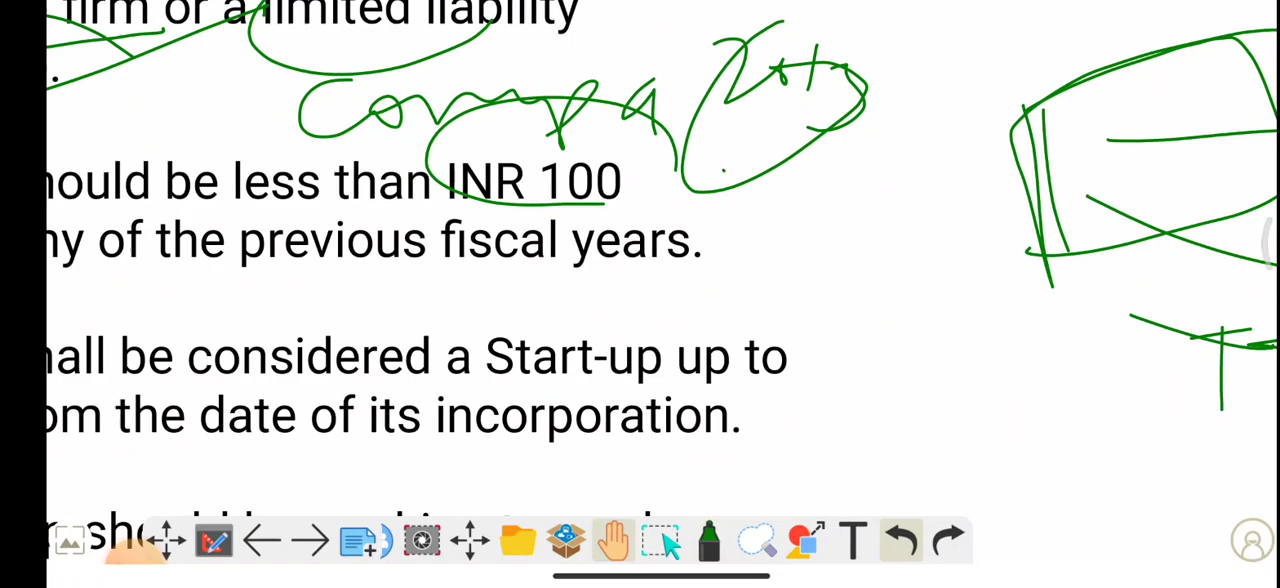 firm or a limited liability
.
hould be less than INR 100
ny of the previous fiscal years.
hall be considered a Start-up up to
om the date of its incorporation.